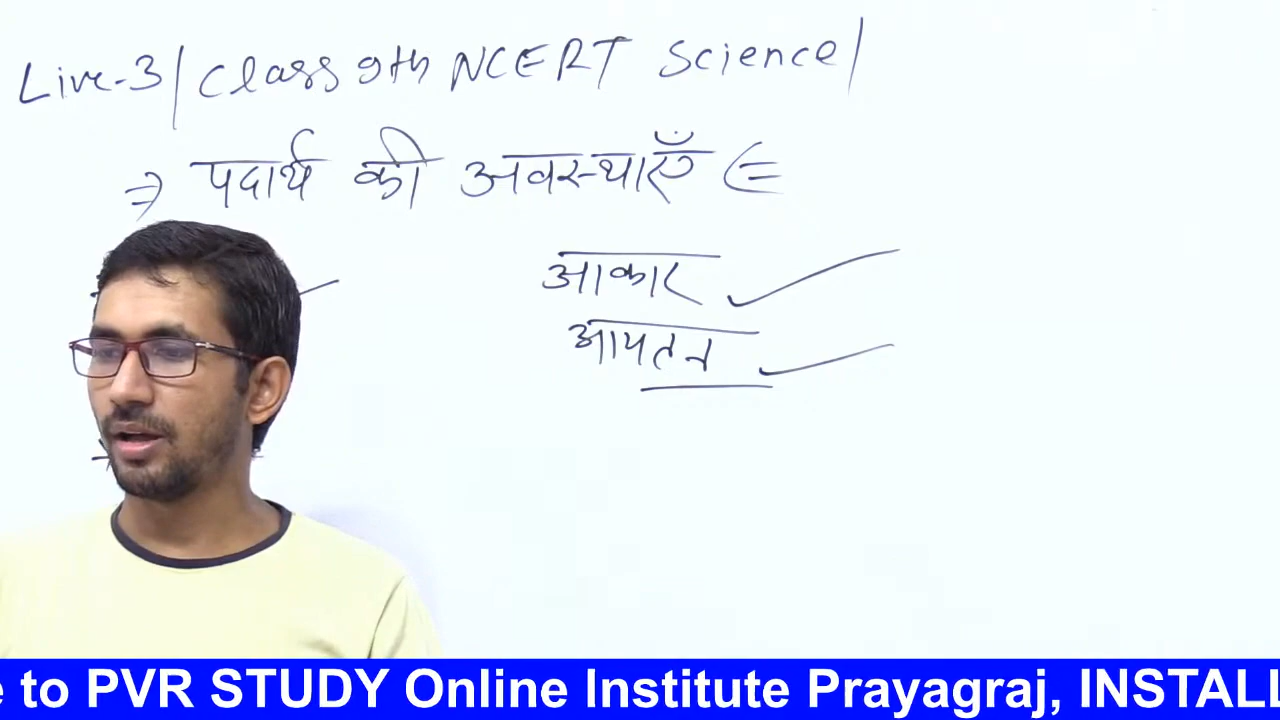 Live-3/ Class 9th NCERT Science/
⇒ पदार्थ की अवस्थाएँ ⇐
आकार
आयतन
e to PVR STUDY Online Institute Prayagraj, INSTALL